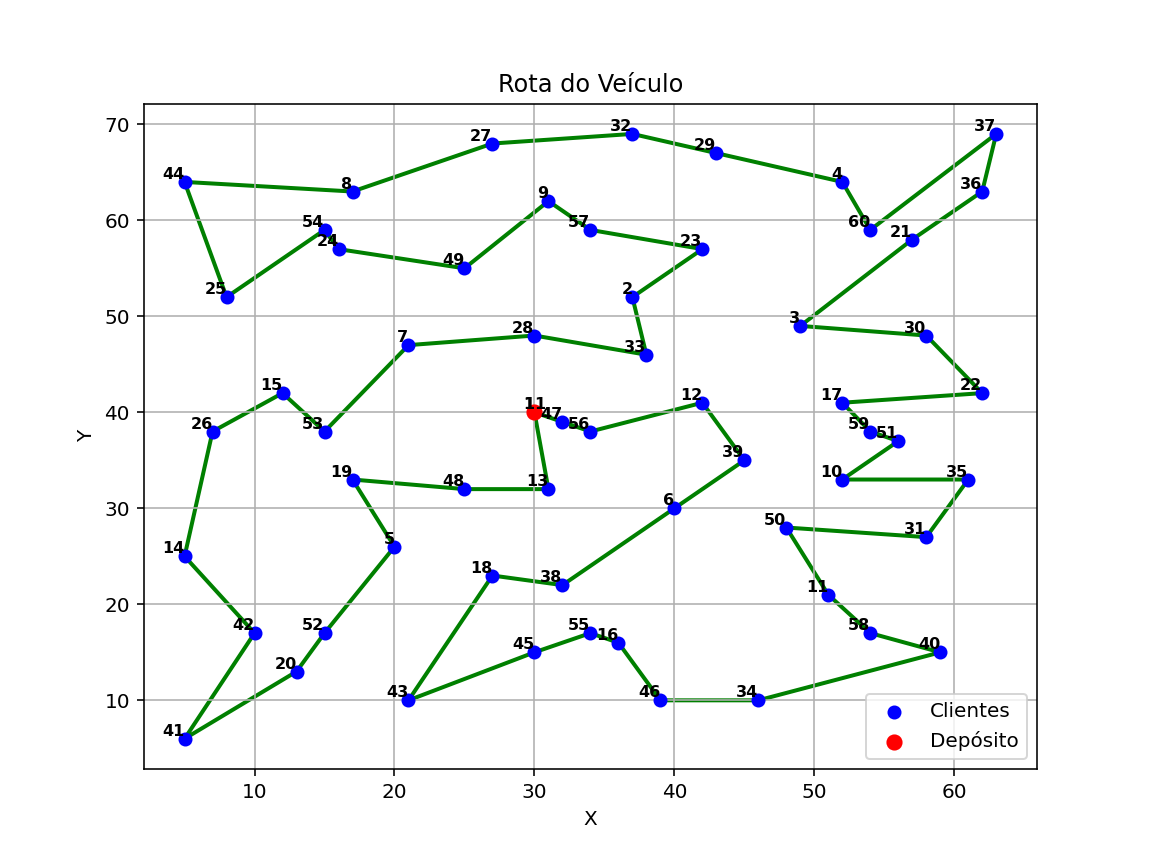 Rota do Veículo
70
27 32 29 37
44 8 4 36
60
54 24 9 57 23 60 21
49
25 2
50
3
7 28 33 30
15 12 17 22
40
11 47
26 53 56 59 51
39
19 48 13 10 35
30
6
5 50 31
14
18 38
20
11
42 52 55 16 58
45 40
20
10
43 46 34
41
Clientes
Depósito
10 20 30 40 50 60
X
Y